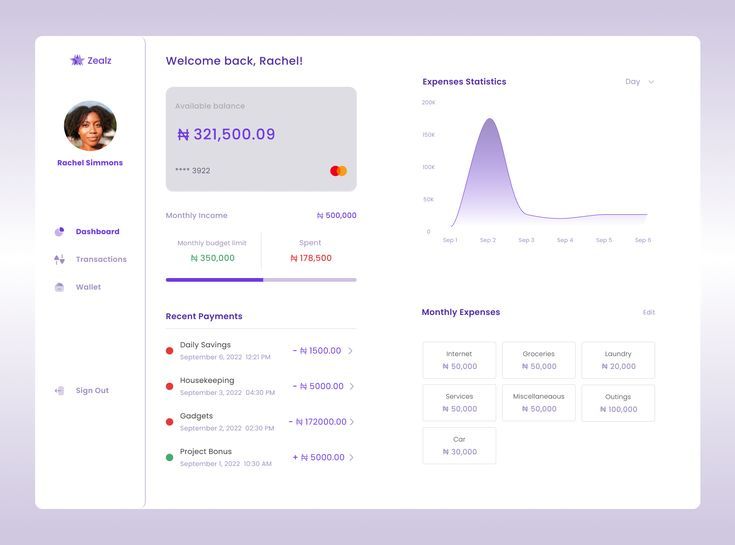 Zealz
Rachel Simmons
Dashboard
Transactions
Wallet
Sign Out
Welcome back, Rachel!
Available balance
₦ 321,500.09
**** 3922
Monthly Income ₦ 500,000
Monthly budget limit Spent
₦ 350,000 ₦ 178,500
Recent Payments
Daily Savings
September 6, 2022 12:21 PM
- ₦ 1500.00
Housekeeping
September 3, 2022 04:30 PM
- ₦ 5000.00
Gadgets
September 2, 2022 02:30 PM
- ₦ 172000.00
Project Bonus
September 1, 2022 10:30 AM
+ ₦ 5000.00
Expenses Statistics Day
200K
150K
100K
50K
0
Sep 1 Sep 2 Sep 3 Sep 4 Sep 5 Sep 6
Monthly Expenses Edit
Internet
₦ 50,000
Groceries
₦ 50,000
Laundry
₦ 20,000
Services
₦ 50,000
Miscellaneaous
₦ 50,000
Outings
₦ 100,000
Car
₦ 30,000